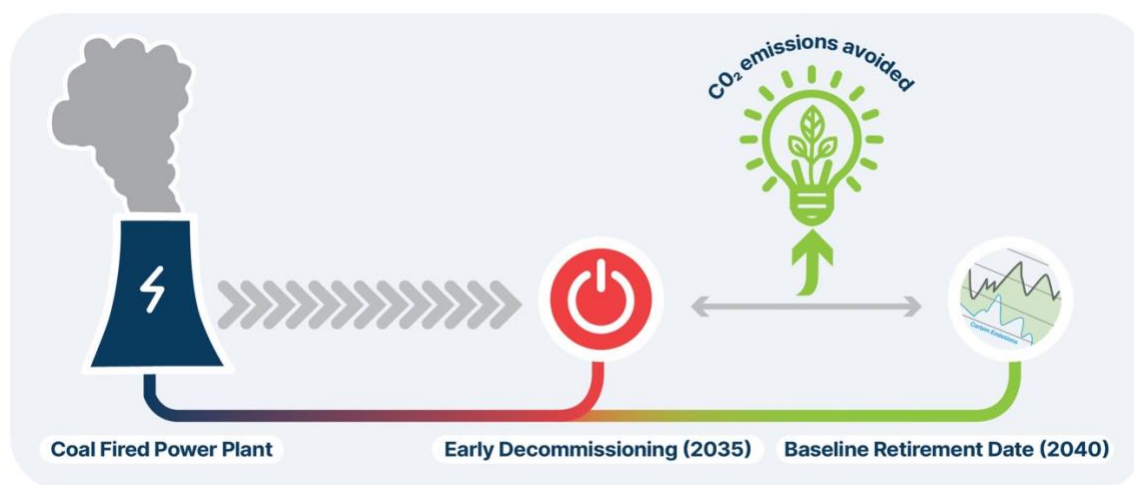 CO₂ emissions avoided
Carbon Emissions
Coal Fired Power Plant
Early Decommissioning (2035)
Baseline Retirement Date (2040)